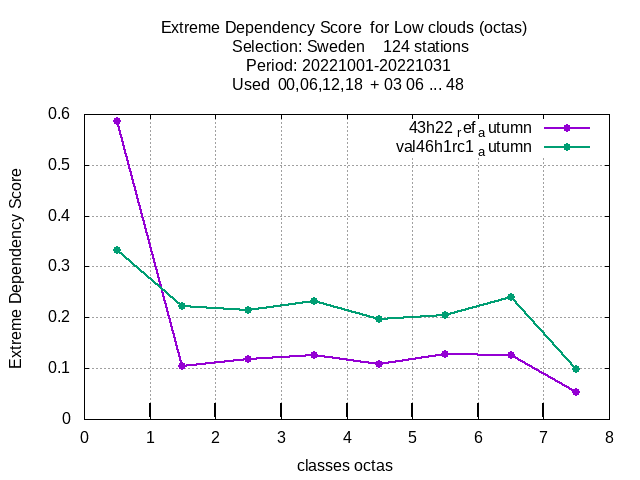 Extreme Dependency Score  for Low clouds (octas)
Selection: Sweden    124 stations
Period: 20221001-20221031
Used  00,06,12,18  + 03 06 ... 48
43h22 ref autumn
val46h1rc1 autumn
Extreme Dependency Score
0.6
0.5
0.4
0.3
0.2
0.1
0
0 1 2 3 4 5 6 7 8
classes octas